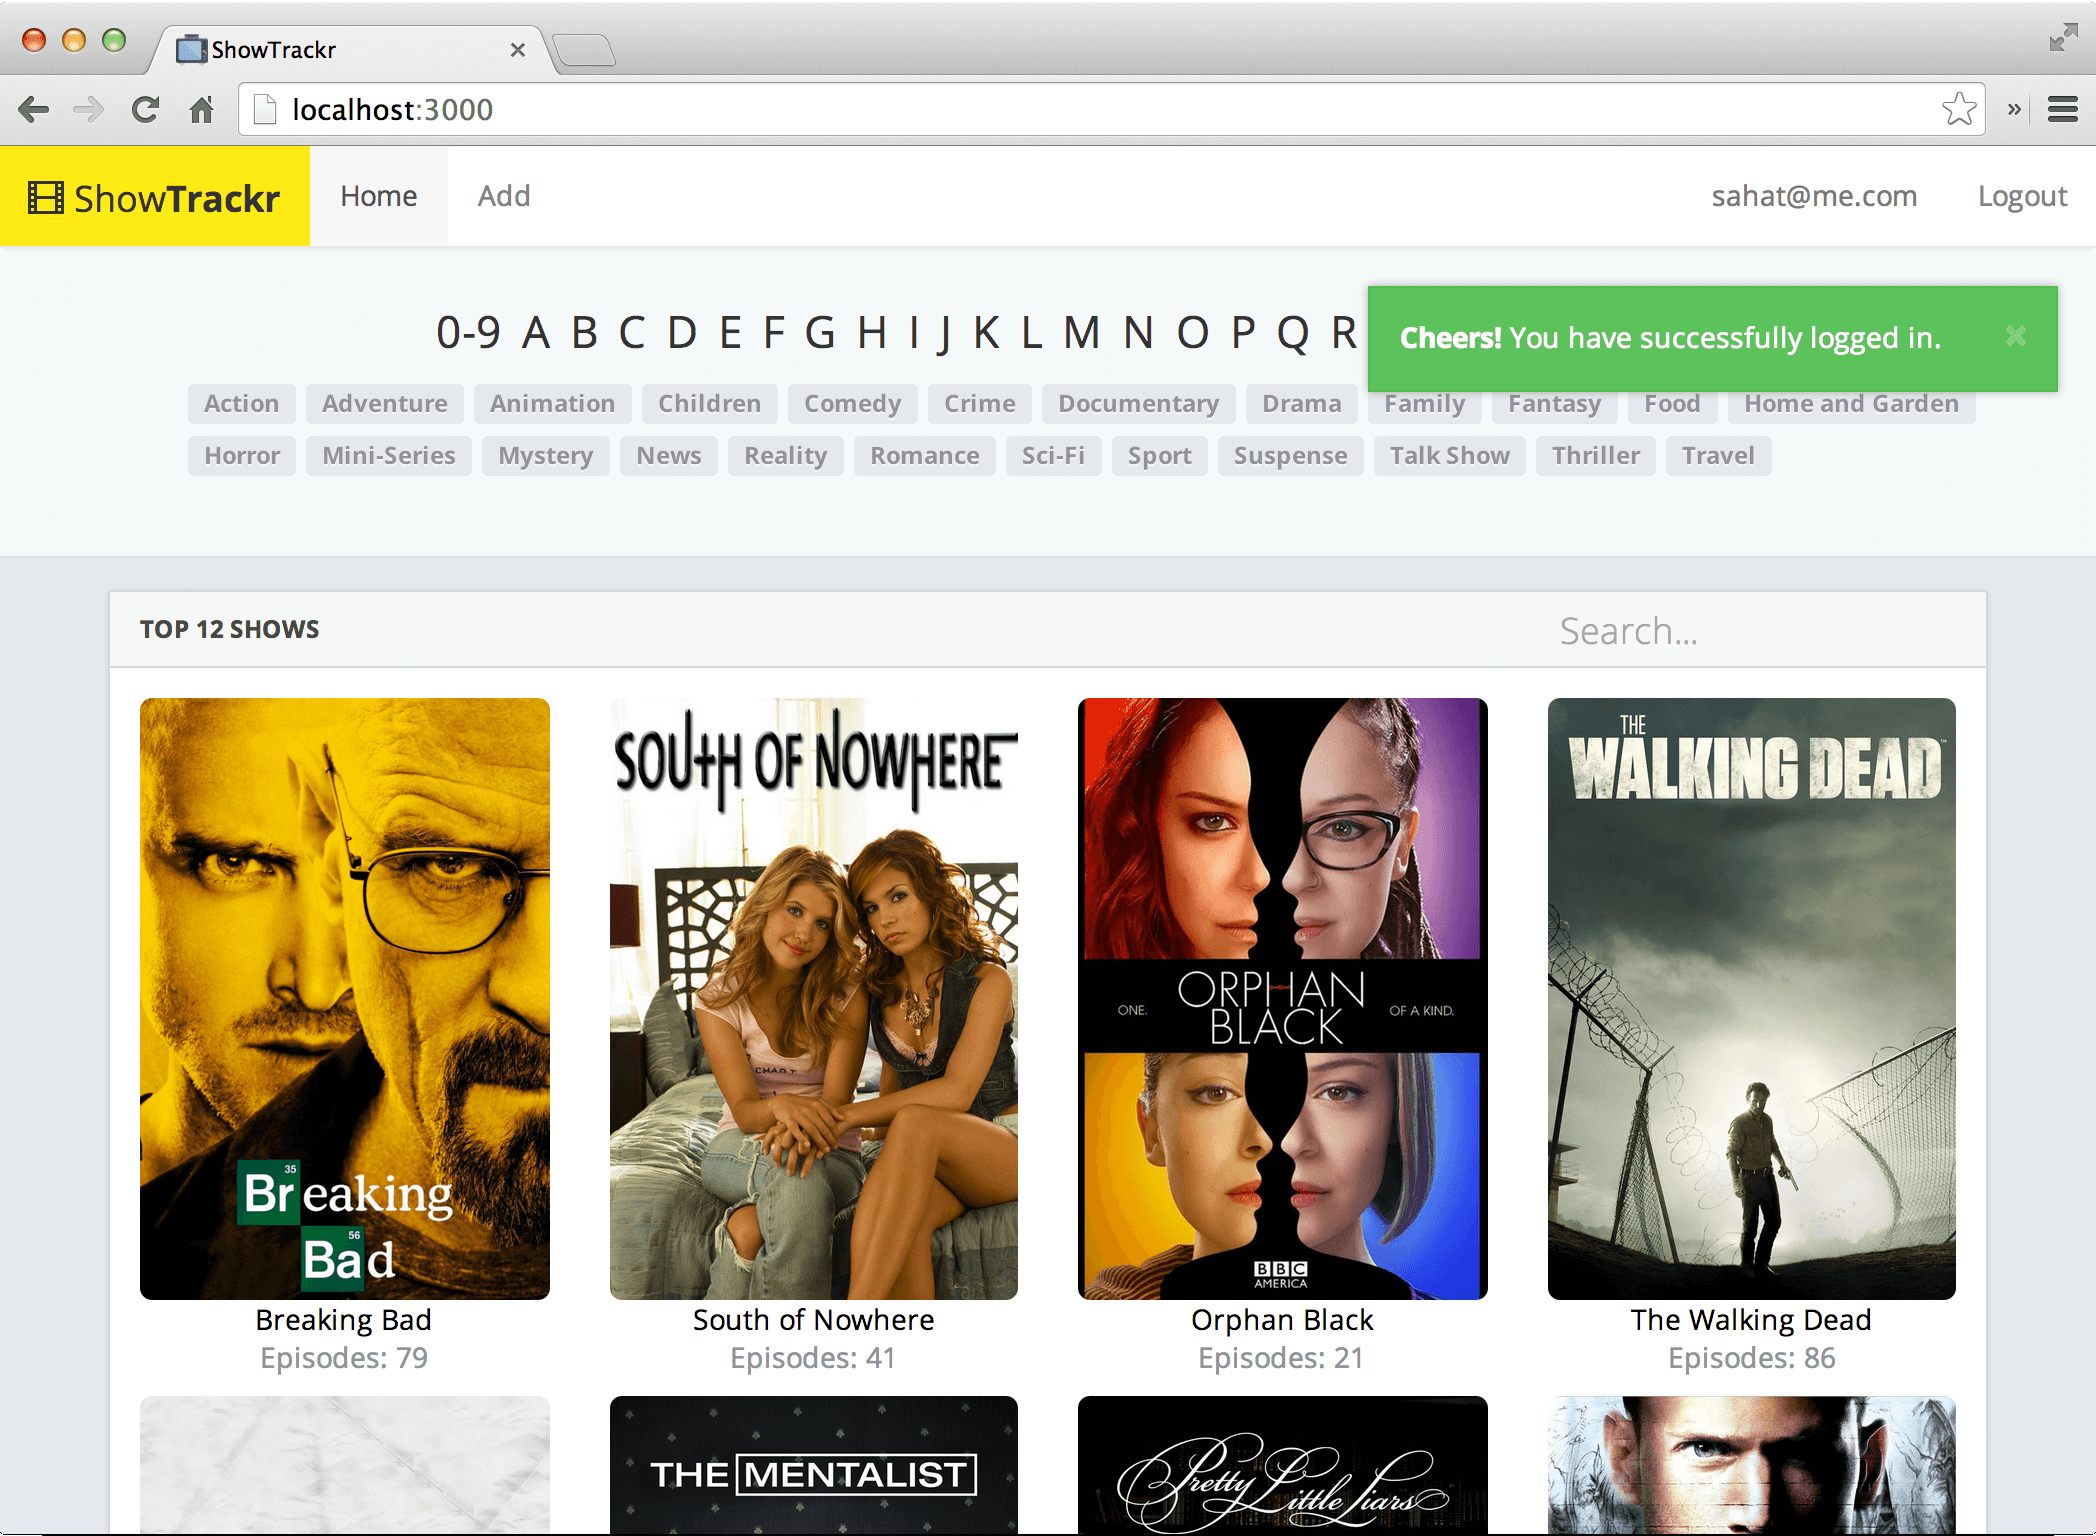 ShowTrackr
localhost:3000
ShowTrackr Home Add sahat@me.com Logout
0-9 A B C D E F G H I J K L M N O P Q R
Cheers! You have successfully logged in.
Action Adventure Animation Children Comedy Crime Documentary Drama Family Fantasy Food Home and Garden
Horror Mini-Series Mystery News Reality Romance Sci-Fi Sport Suspense Talk Show Thriller Travel
TOP 12 SHOWS Search...
35
Breaking
56
Bad
SOUTH OF NOWHERE
CHART
ONE. ORPHAN BLACK OF A KIND.
BBC
AMERICA
THE
WALKING DEAD
Breaking Bad South of Nowhere Orphan Black The Walking Dead
Episodes: 79 Episodes: 41 Episodes: 21 Episodes: 86
THE MENTALIST
Pretty Little Liars